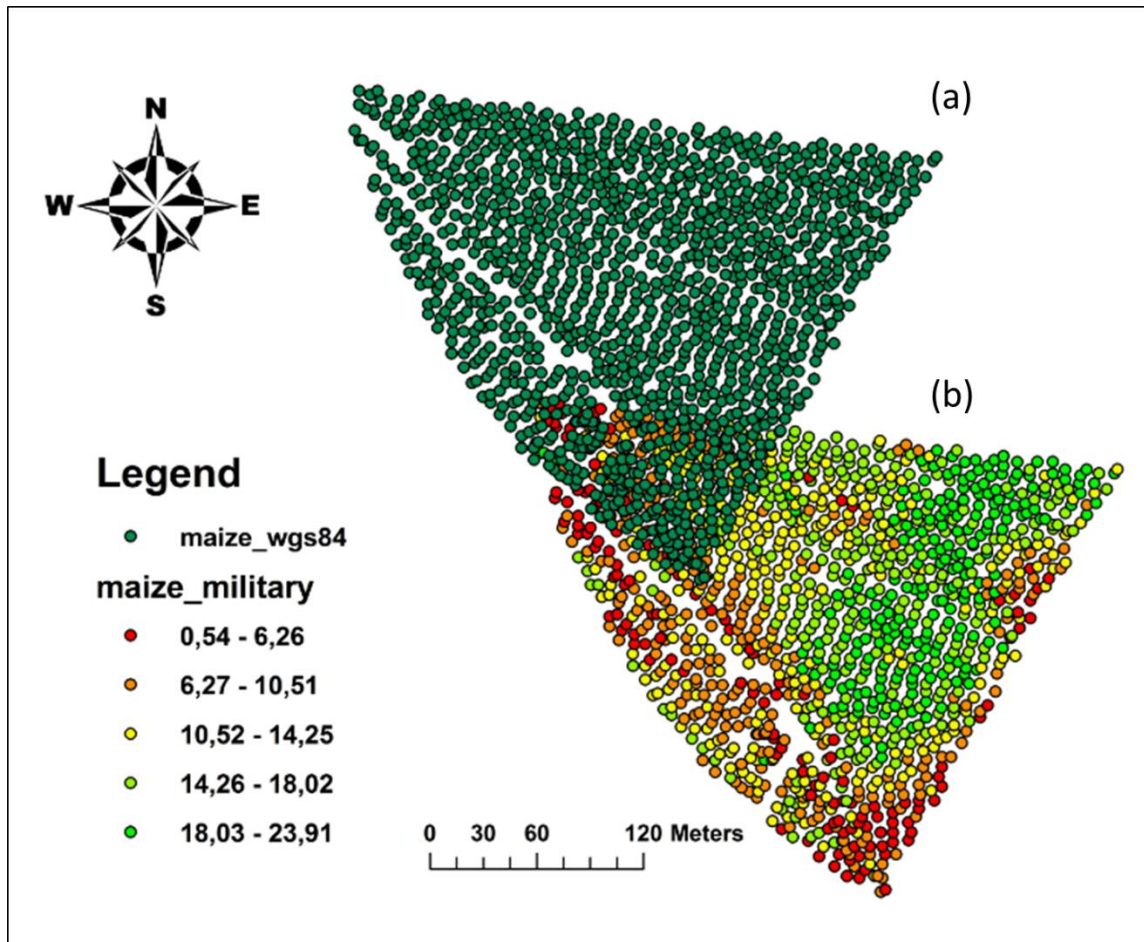 (a)
N
W E
S
(b)
Legend
maize_wgs84
maize_military
0,54 - 6,26
6,27 - 10,51
10,52 - 14,25
14,26 - 18,02
18,03 - 23,91
0 30 60 120 Meters